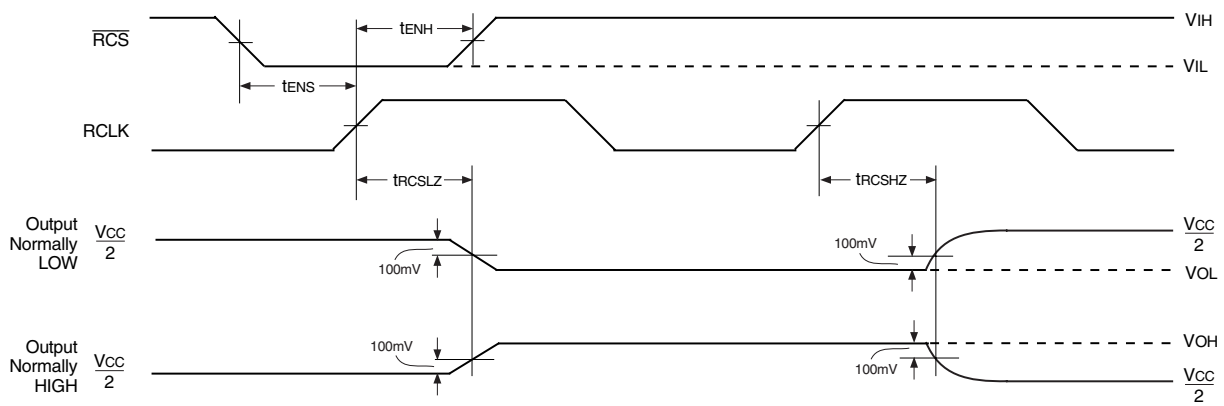 RCS
tENH
VIH
VIL
tENS
RCLK
tRCSLZ
tRCSHZ
Output
Normally
LOW
VCC
2
100mV
100mV
VCC
2
VOL
Output
Normally
HIGH
VCC
2
100mV
100mV
VOH
VCC
2